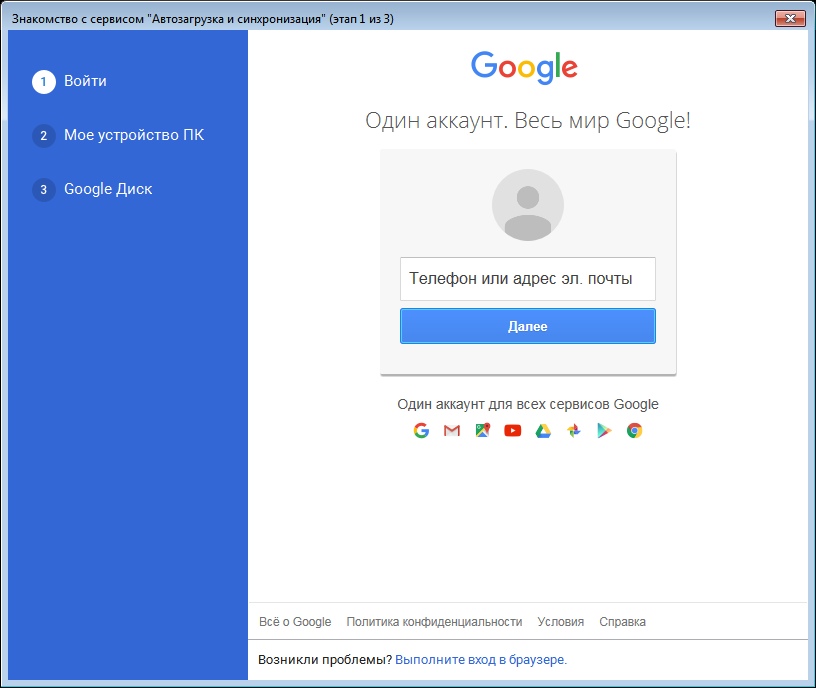 Знакомство с сервисом "Автозагрузка и синхронизация" (этап 1 из 3)
1 Войти
2 Мое устройство ПК
3 Google Диск
Google
Один аккаунт. Весь мир Google!
Телефон или адрес эл. почты
Далее
Один аккаунт для всех сервисов Google
Всё о Google Политика конфиденциальности Условия Справка
Возникли проблемы? Выполните вход в браузере.